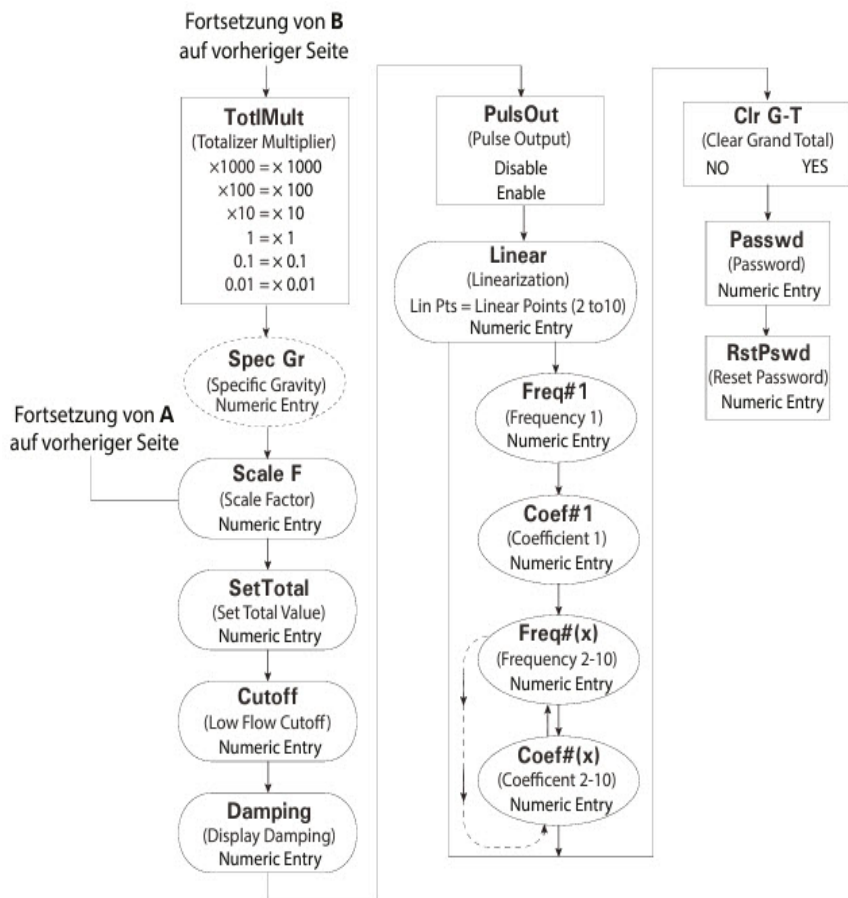 Fortsetzung von B
auf vorheriger Seite
TotlMult
(Totalizer Multiplier)
×1000 = × 1000
×100 = × 100
×10 = × 10
1 = × 1
0.1 = × 0.1
0.01 = × 0.01
Spec Gr
(Specific Gravity)
Numeric Entry
Fortsetzung von A
auf vorheriger Seite
Scale F
(Scale Factor)
Numeric Entry
SetTotal
(Set Total Value)
Numeric Entry
Cutoff
(Low Flow Cutoff)
Numeric Entry
Damping
(Display Damping)
Numeric Entry
PulsOut
(Pulse Output)
Disable
Enable
Linear
(Linearization)
Lin Pts = Linear Points (2 to10)
Numeric Entry
Freq#1
(Frequency 1)
Numeric Entry
Coef#1
(Coefficient 1)
Numeric Entry
Freq#(x)
(Frequency 2-10)
Numeric Entry
Coef#(x)
(Coefficent 2-10)
Numeric Entry
Clr G-T
(Clear Grand Total)
NO YES
Passwd
(Password)
Numeric Entry
RstPswd
(Reset Password)
Numeric Entry